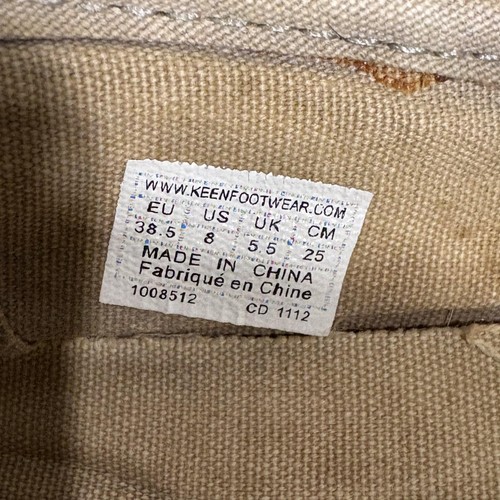 WWW.KEENFOOTWEAR.COM
EU US UK CM
38.5 8 5.5 25
MADE IN CHINA
Fabriqué en Chine
1008512 CD 1112